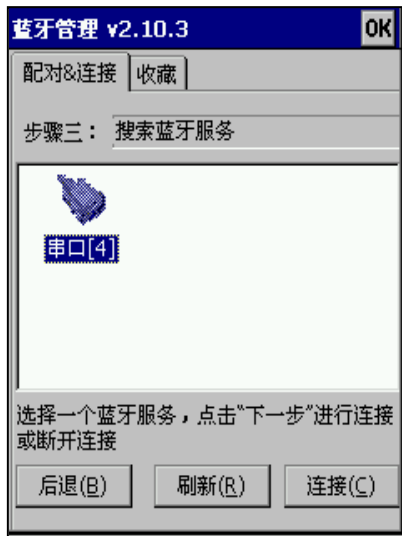 蓝牙管理 v2.10.3 OK
配对&连接 收藏
步骤三： 搜索蓝牙服务
串口[4]
选择一个蓝牙服务，点击“下一步”进行连接
或断开连接
后退(B) 刷新(R) 连接(C)